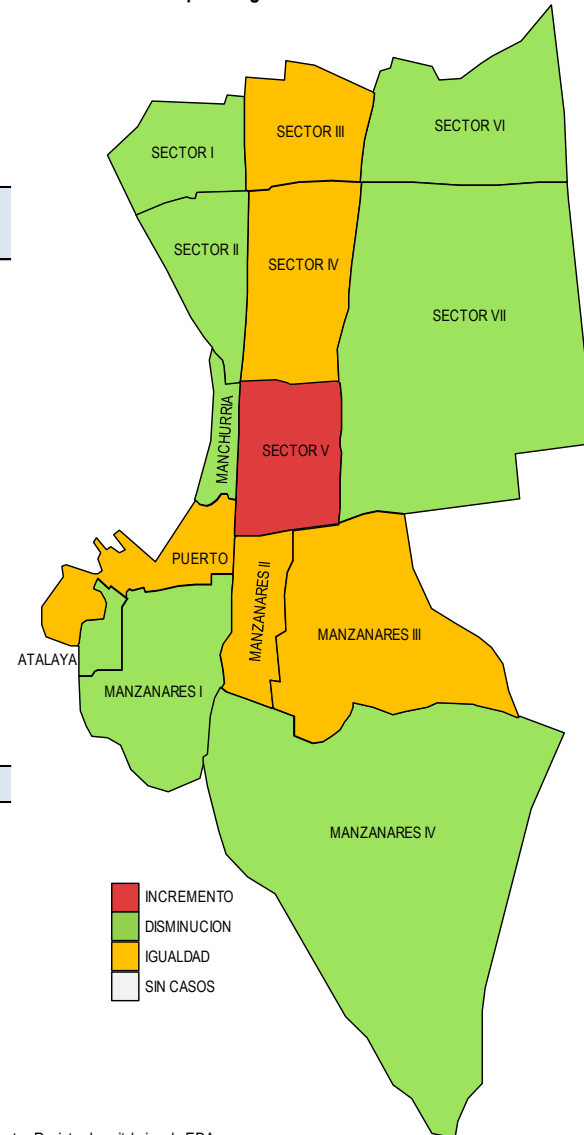 SECTOR III
SECTOR VI
SECTOR I
SECTOR II
SECTOR IV
SECTOR VII
MANCHURRIA
SECTOR V
PUERTO
MANZANARES II
MANZANARES III
ATALAYA
MANZANARES I
MANZANARES IV
INCREMENTO
DISMINUCION
IGUALDAD
SIN CASOS